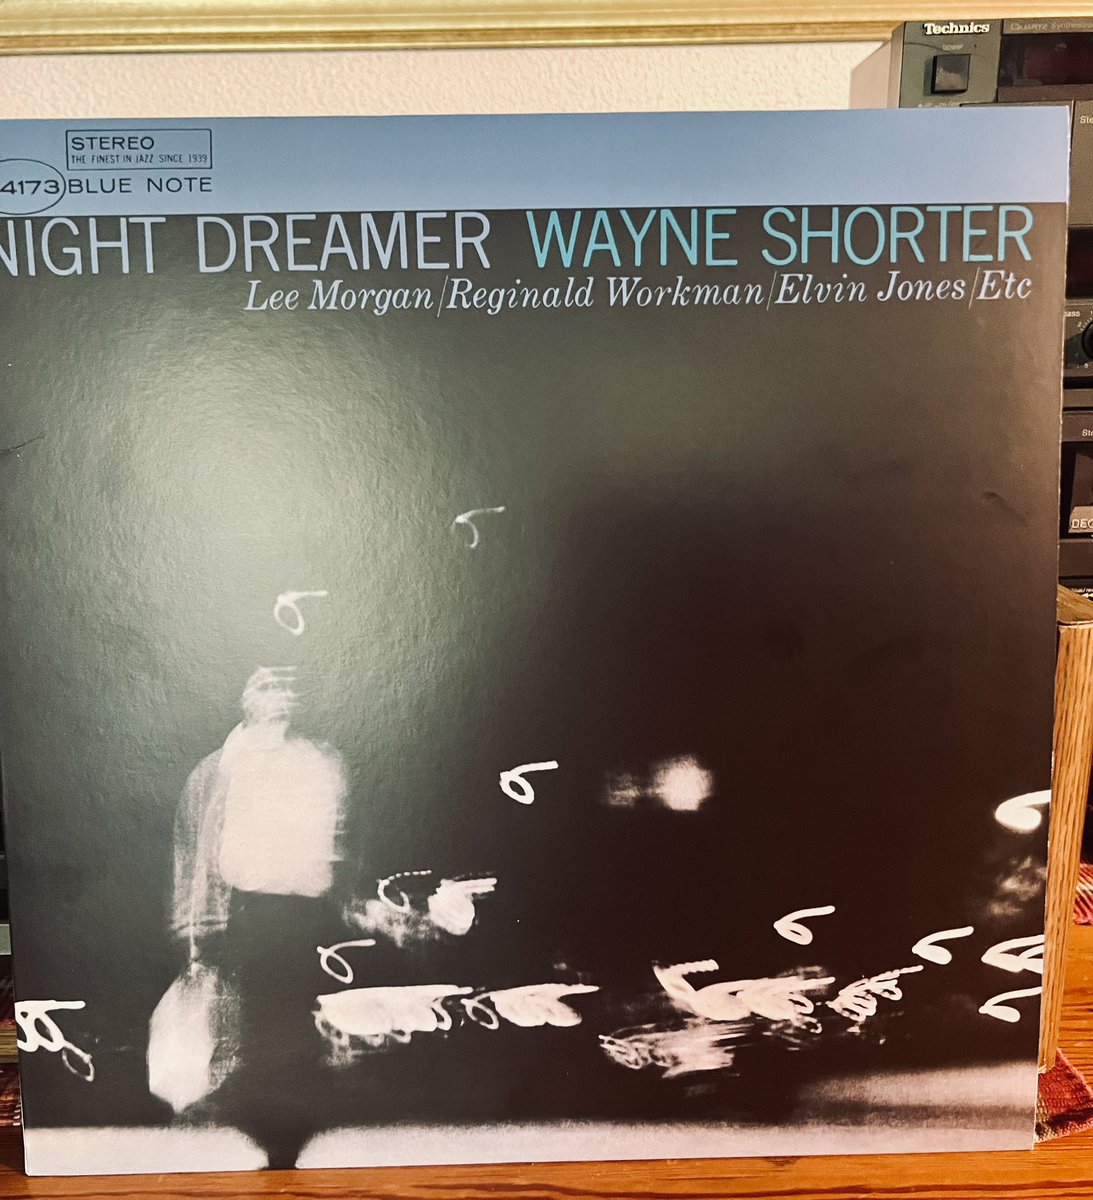 Technics
STEREO
THE FINEST IN JAZZ SINCE 1939
4173 BLUE NOTE
NIGHT DREAMER WAYNE SHORTER
Lee Morgan/Reginald Workman/Elvin Jones/Etc